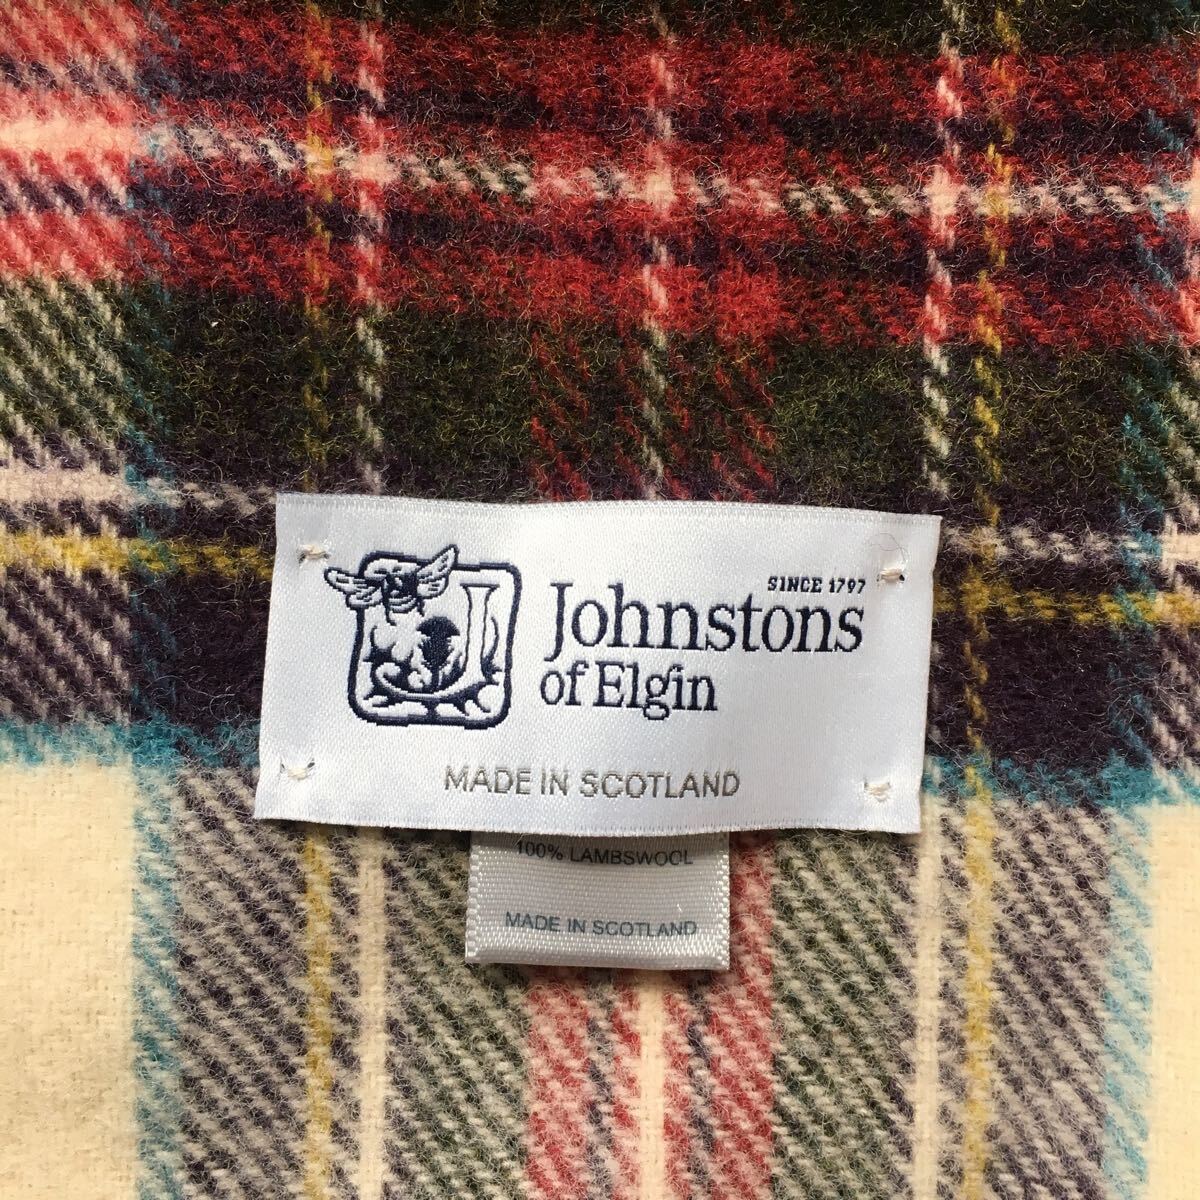 SINCE 1797
Johnstons
of Elgin
MADE IN SCOTLAND
100% LAMBSWOOL
MADE IN SCOTLAND